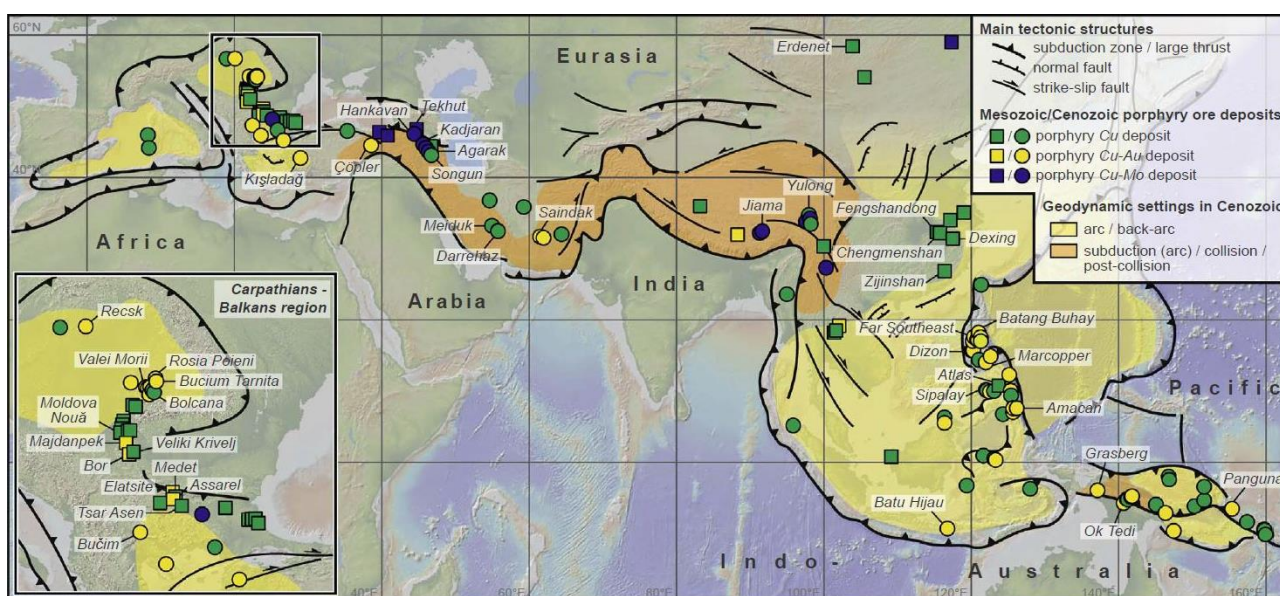 60°N
40°N
Erdenet
Eurasia
Hankavan
Tekhut
Kadjaran
Agarak
Songun
Çöpler
Kışladağ
Meiduk
Darrehzar
Saindak
Yulong
Jiama
Fengshandong
Dexing
Chengmenshan
Zijinshan
Africa
Arabia
India
Far Southeast
Batang Buhay
Dizon
Marcopper
Atlas
Sipalay
Amacan
Pacific
Grasberg
Panguna
Batu Hijau
Ok Tedi
Indo-
Australia
40°E
60°E
80°E
100°E
120°E
140°E
160°E
Main tectonic structures
subduction zone / large thrust
normal fault
strike-slip fault
Mesozoic/Cenozoic porphyry ore deposits
/ porphyry Cu deposit
/ porphyry Cu-Au deposit
/ porphyry Cu-Mo deposit
Geodynamic settings in Cenozoic
arc / back-arc
subduction (arc) / collision /
post-collision
Carpathians -
Balkans region
Recsk
Valei Morii
Rosia Poieni
Bucium Tarnita
Bolcana
Moldova
Nouă
Majdanpek
Veliki Krivelj
Bor
Medet
Elatsite
Assarel
Tsar Asen
Bučim